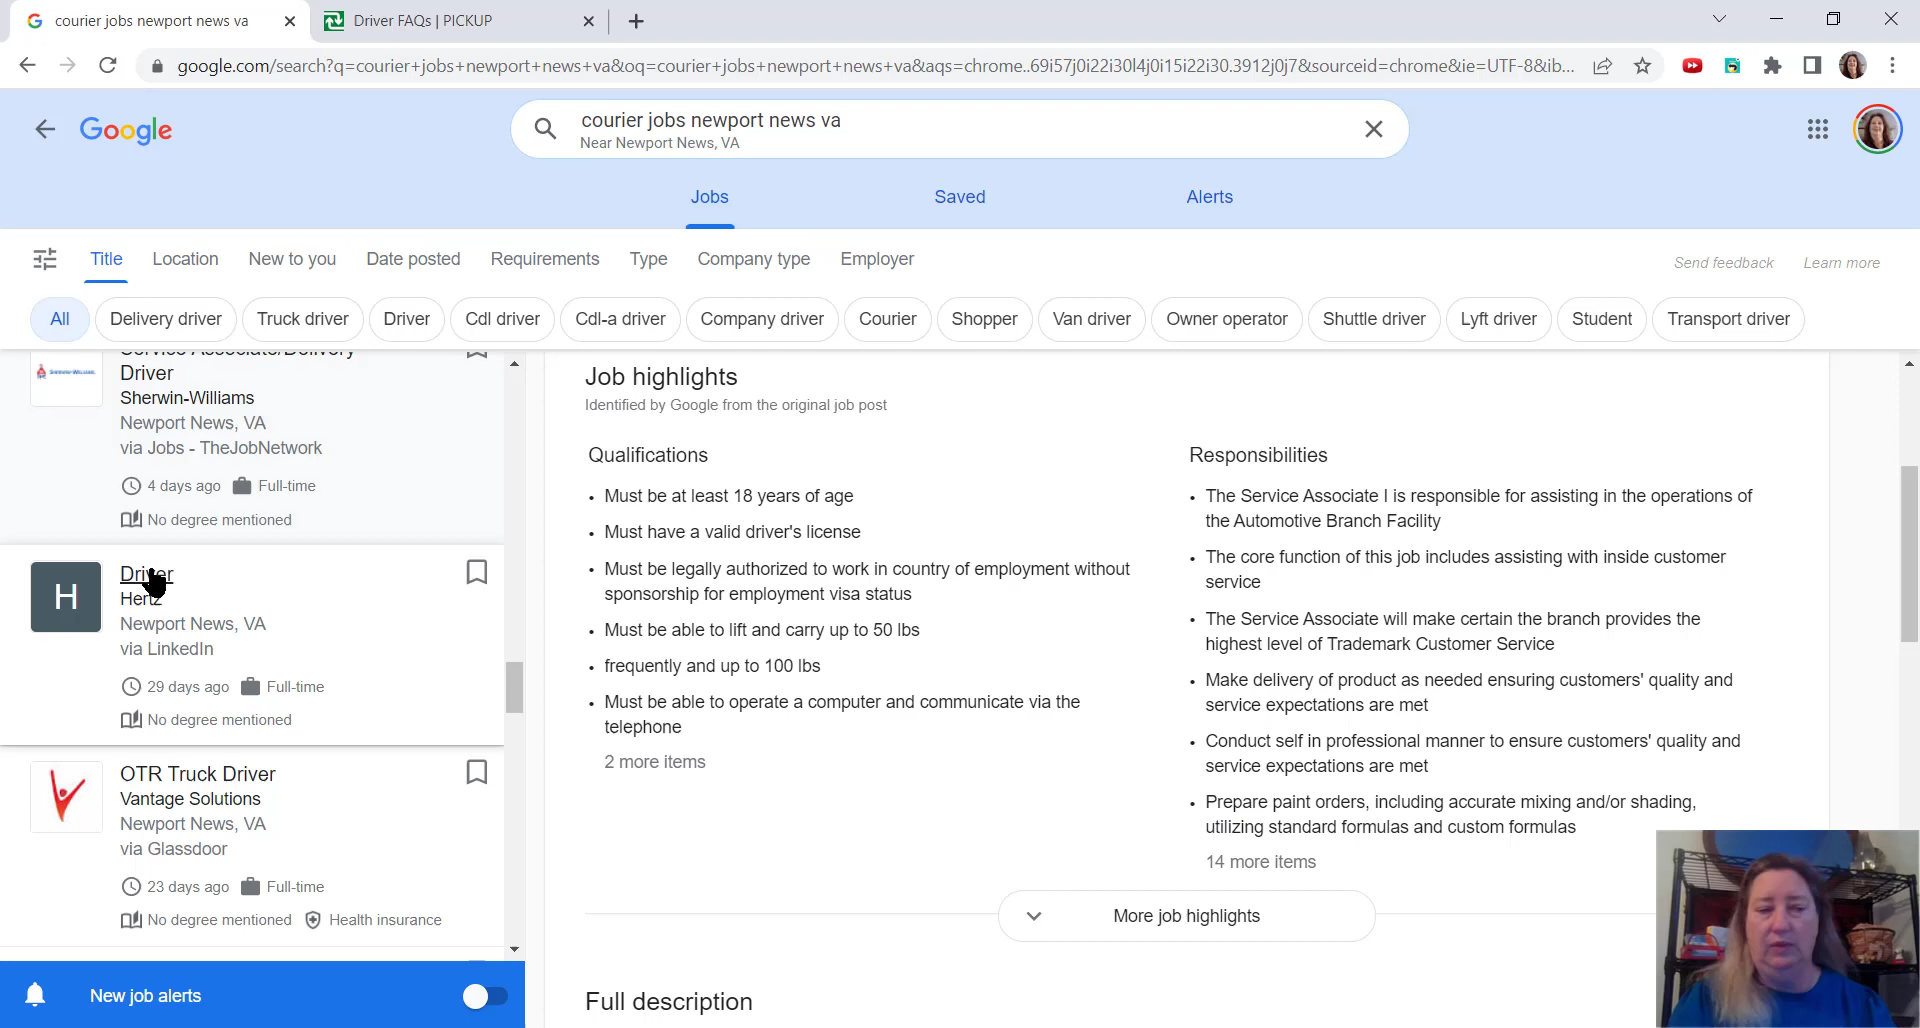 courier jobs newport news va
Driver FAQs | PICKUP
google.com/search?q=courier+jobs+newport+news+va&oq=courier+jobs+newport+news+va&aqs=chrome..69i57j0i22i30l4j0i15i22i30.3912j0j7&sourceid=chrome&ie=UTF-8&ib...
Google
courier jobs newport news va
Near Newport News, VA
Jobs
Saved
Alerts
Title
Location
New to you
Date posted
Requirements
Type
Company type
Employer
Send feedback
Learn more
All
Delivery driver
Truck driver
Driver
Cdl driver
Cdl-a driver
Company driver
Courier
Shopper
Van driver
Owner operator
Shuttle driver
Lyft driver
Student
Transport driver
Service Associate/Delivery
Driver
SHERWIN-WILLIAMS.
Sherwin-Williams
Newport News, VA
via Jobs - TheJobNetwork
4 days ago
Full-time
No degree mentioned
H
Driver
Hertz
Newport News, VA
via LinkedIn
29 days ago
Full-time
No degree mentioned
OTR Truck Driver
Vantage Solutions
Newport News, VA
via Glassdoor
23 days ago
Full-time
No degree mentioned
Health insurance
New job alerts
Job highlights
Identified by Google from the original job post
Qualifications
• Must be at least 18 years of age
• Must have a valid driver's license
• Must be legally authorized to work in country of employment without
sponsorship for employment visa status
• Must be able to lift and carry up to 50 lbs
• frequently and up to 100 lbs
• Must be able to operate a computer and communicate via the
telephone
2 more items
Responsibilities
• The Service Associate I is responsible for assisting in the operations of
the Automotive Branch Facility
• The core function of this job includes assisting with inside customer
service
• The Service Associate will make certain the branch provides the
highest level of Trademark Customer Service
• Make delivery of product as needed ensuring customers' quality and
service expectations are met
• Conduct self in professional manner to ensure customers' quality and
service expectations are met
• Prepare paint orders, including accurate mixing and/or shading,
utilizing standard formulas and custom formulas
14 more items
More job highlights
Full description